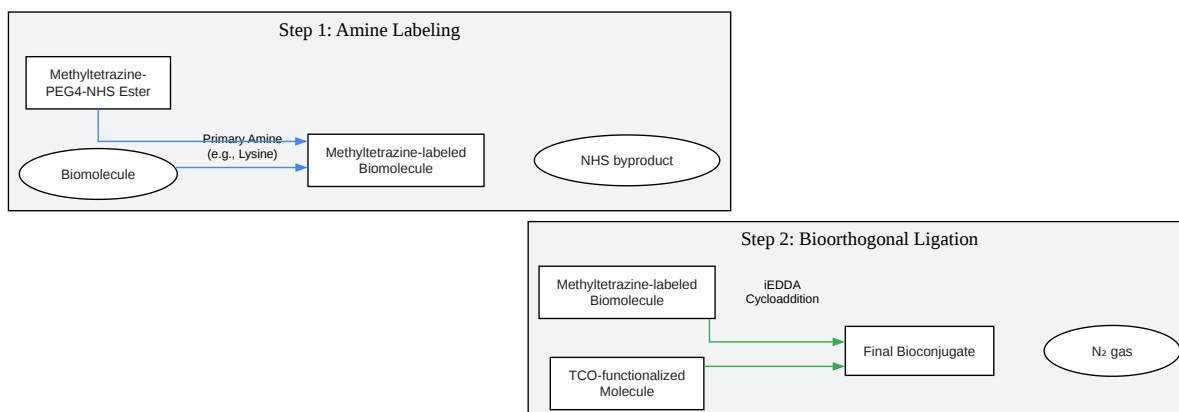 Step 1: Amine Labeling
Methyltetrazine-
PEG4-NHS Ester
Primary Amine
(e.g., Lysine)
Biomolecule
Methyltetrazine-labeled
Biomolecule
NHS byproduct
Step 2: Bioorthogonal Ligation
Methyltetrazine-labeled
Biomolecule
iEDDA
Cycloaddition
TCO-functionalized
Molecule
Final Bioconjugate
N₂ gas